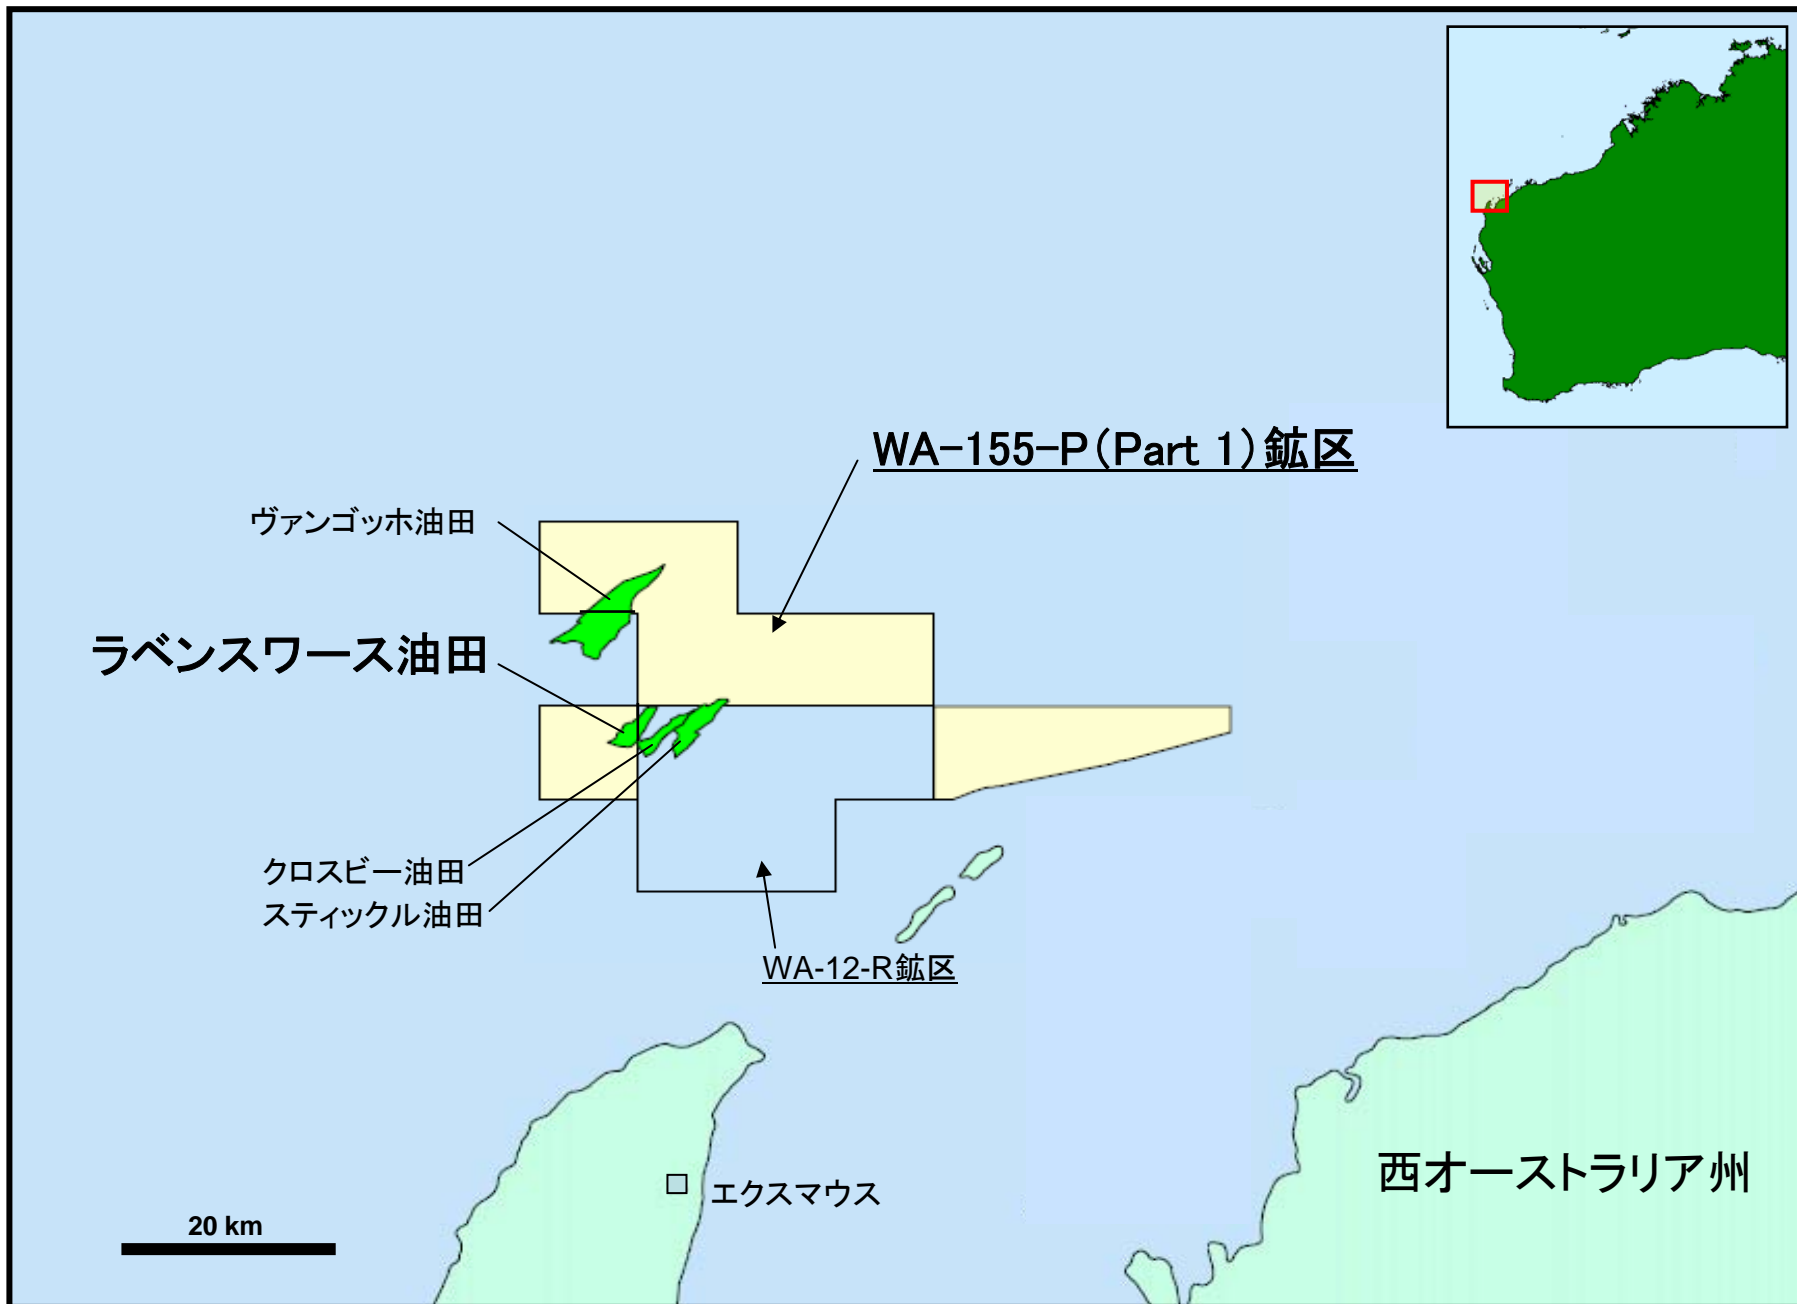 WA-155-P(Part 1)鉱区
ヴァンゴッホ油田
ラベンスワース油田
クロスビー油田
スティックル油田
WA-12-R鉱区
西オーストラリア州
エクスマウス
20 km